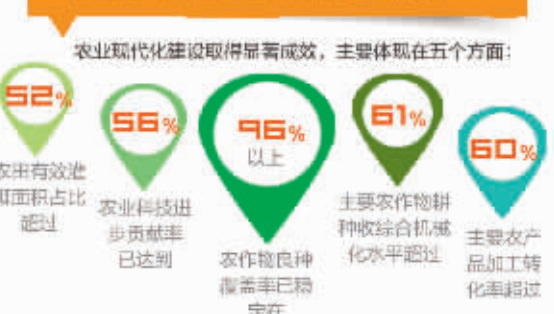 农业现代化建设取得显著成效，主要体现在五个方面：
52%
农田有效灌
溉面积占比
超过
56%
农业科技进
步贡献率
已达到
96%
以上
农作物良种
覆盖率已稳
定在
61%
主要农作物耕
种收综合机械
化水平超过
60%
主要农产
品加工转
化率超过